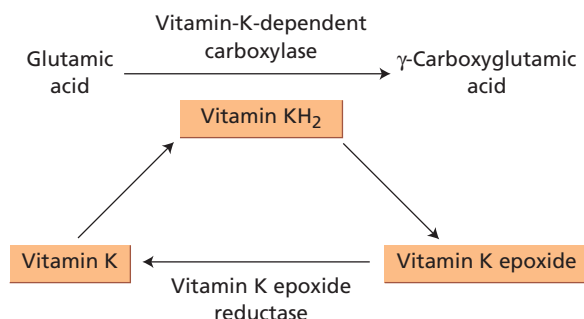 Vitamin-K-dependent
carboxylase
Glutamic
acid
γ-Carboxyglutamic
acid
Vitamin KH₂
Vitamin K
Vitamin K epoxide
Vitamin K epoxide
reductase